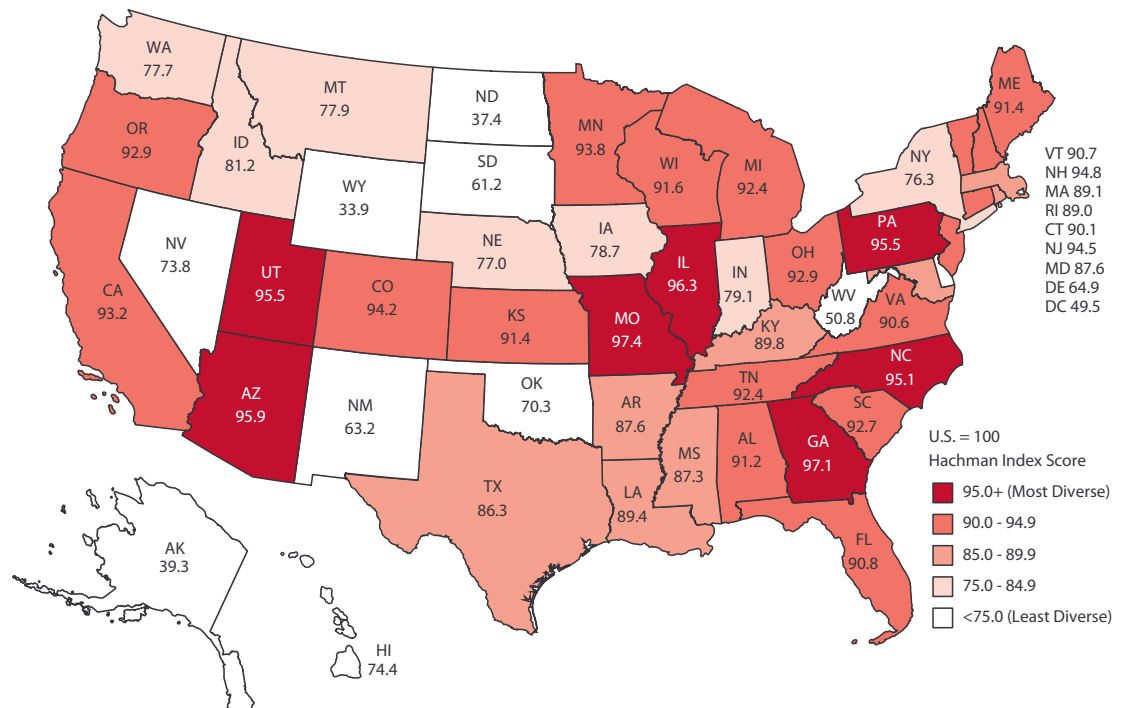 WA
77.7
MT
77.9
ND
37.4
MN
93.8
ME
91.4
OR
92.9
ID
81.2
SD
61.2
WI
91.6
MI
92.4
NY
76.3
VT 90.7
NH 94.8
MA 89.1
RI 89.0
CT 90.1
NJ 94.5
MD 87.6
DE 64.9
DC 49.5
WY
33.9
NV
73.8
NE
77.0
IA
78.7
PA
95.5
CA
93.2
UT
95.5
CO
94.2
KS
91.4
MO
97.4
IL
96.3
IN
79.1
OH
92.9
WV
50.8
VA
90.6
KY
89.8
AZ
95.9
NM
63.2
OK
70.3
AR
87.6
TN
92.4
NC
95.1
SC
92.7
TX
86.3
LA
89.4
MS
87.3
AL
91.2
GA
97.1
FL
90.8
AK
39.3
HI
74.4
U.S. = 100
Hachman Index Score
95.0+ (Most Diverse)
90.0 - 94.9
85.0 - 89.9
75.0 - 84.9
<75.0 (Least Diverse)